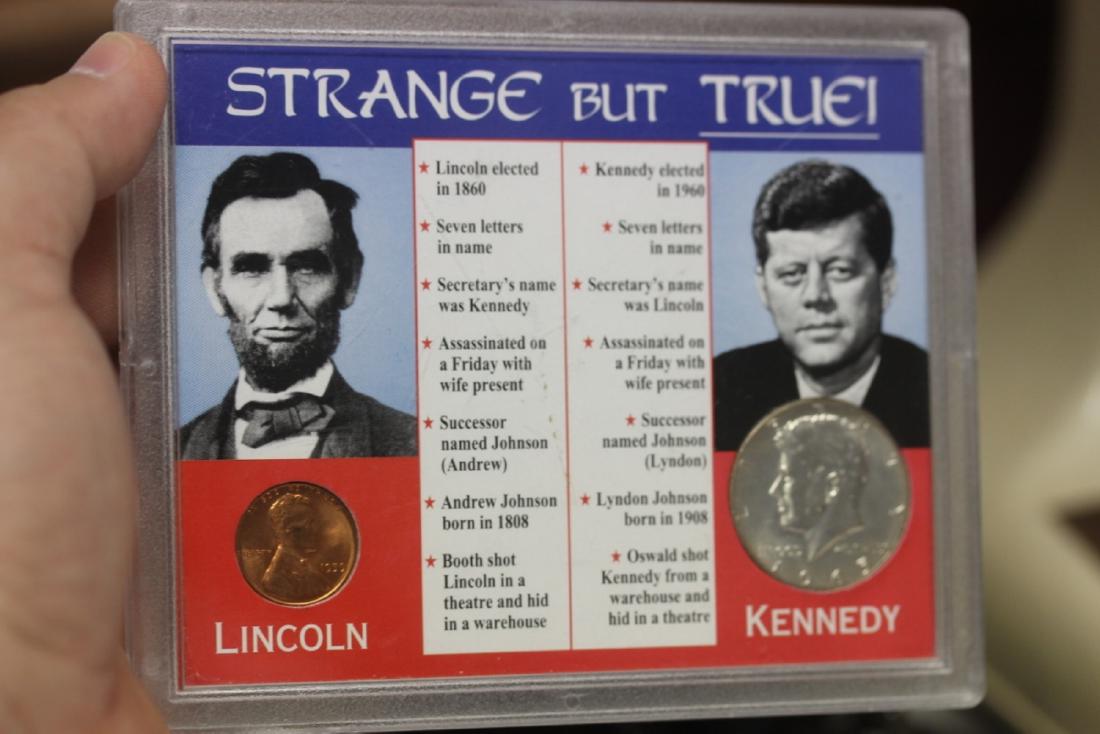 STRANGE BUT TRUE!
★ Lincoln elected
in 1860
★ Seven letters
in name
★ Secretary's name
was Kennedy
★ Assassinated on
a Friday with
wife present
★ Successor
named Johnson
(Andrew)
★ Andrew Johnson
born in 1808
★ Booth shot
Lincoln in a
theatre and hid
in a warehouse
★ Kennedy elected
in 1960
★ Seven letters
in name
★ Secretary's name
was Lincoln
★ Assassinated on
a Friday with
wife present
★ Successor
named Johnson
(Lyndon)
★ Lyndon Johnson
born in 1908
★ Oswald shot
Kennedy from a
warehouse and
hid in a theatre
LIBERTY
LINCOLN
KENNEDY